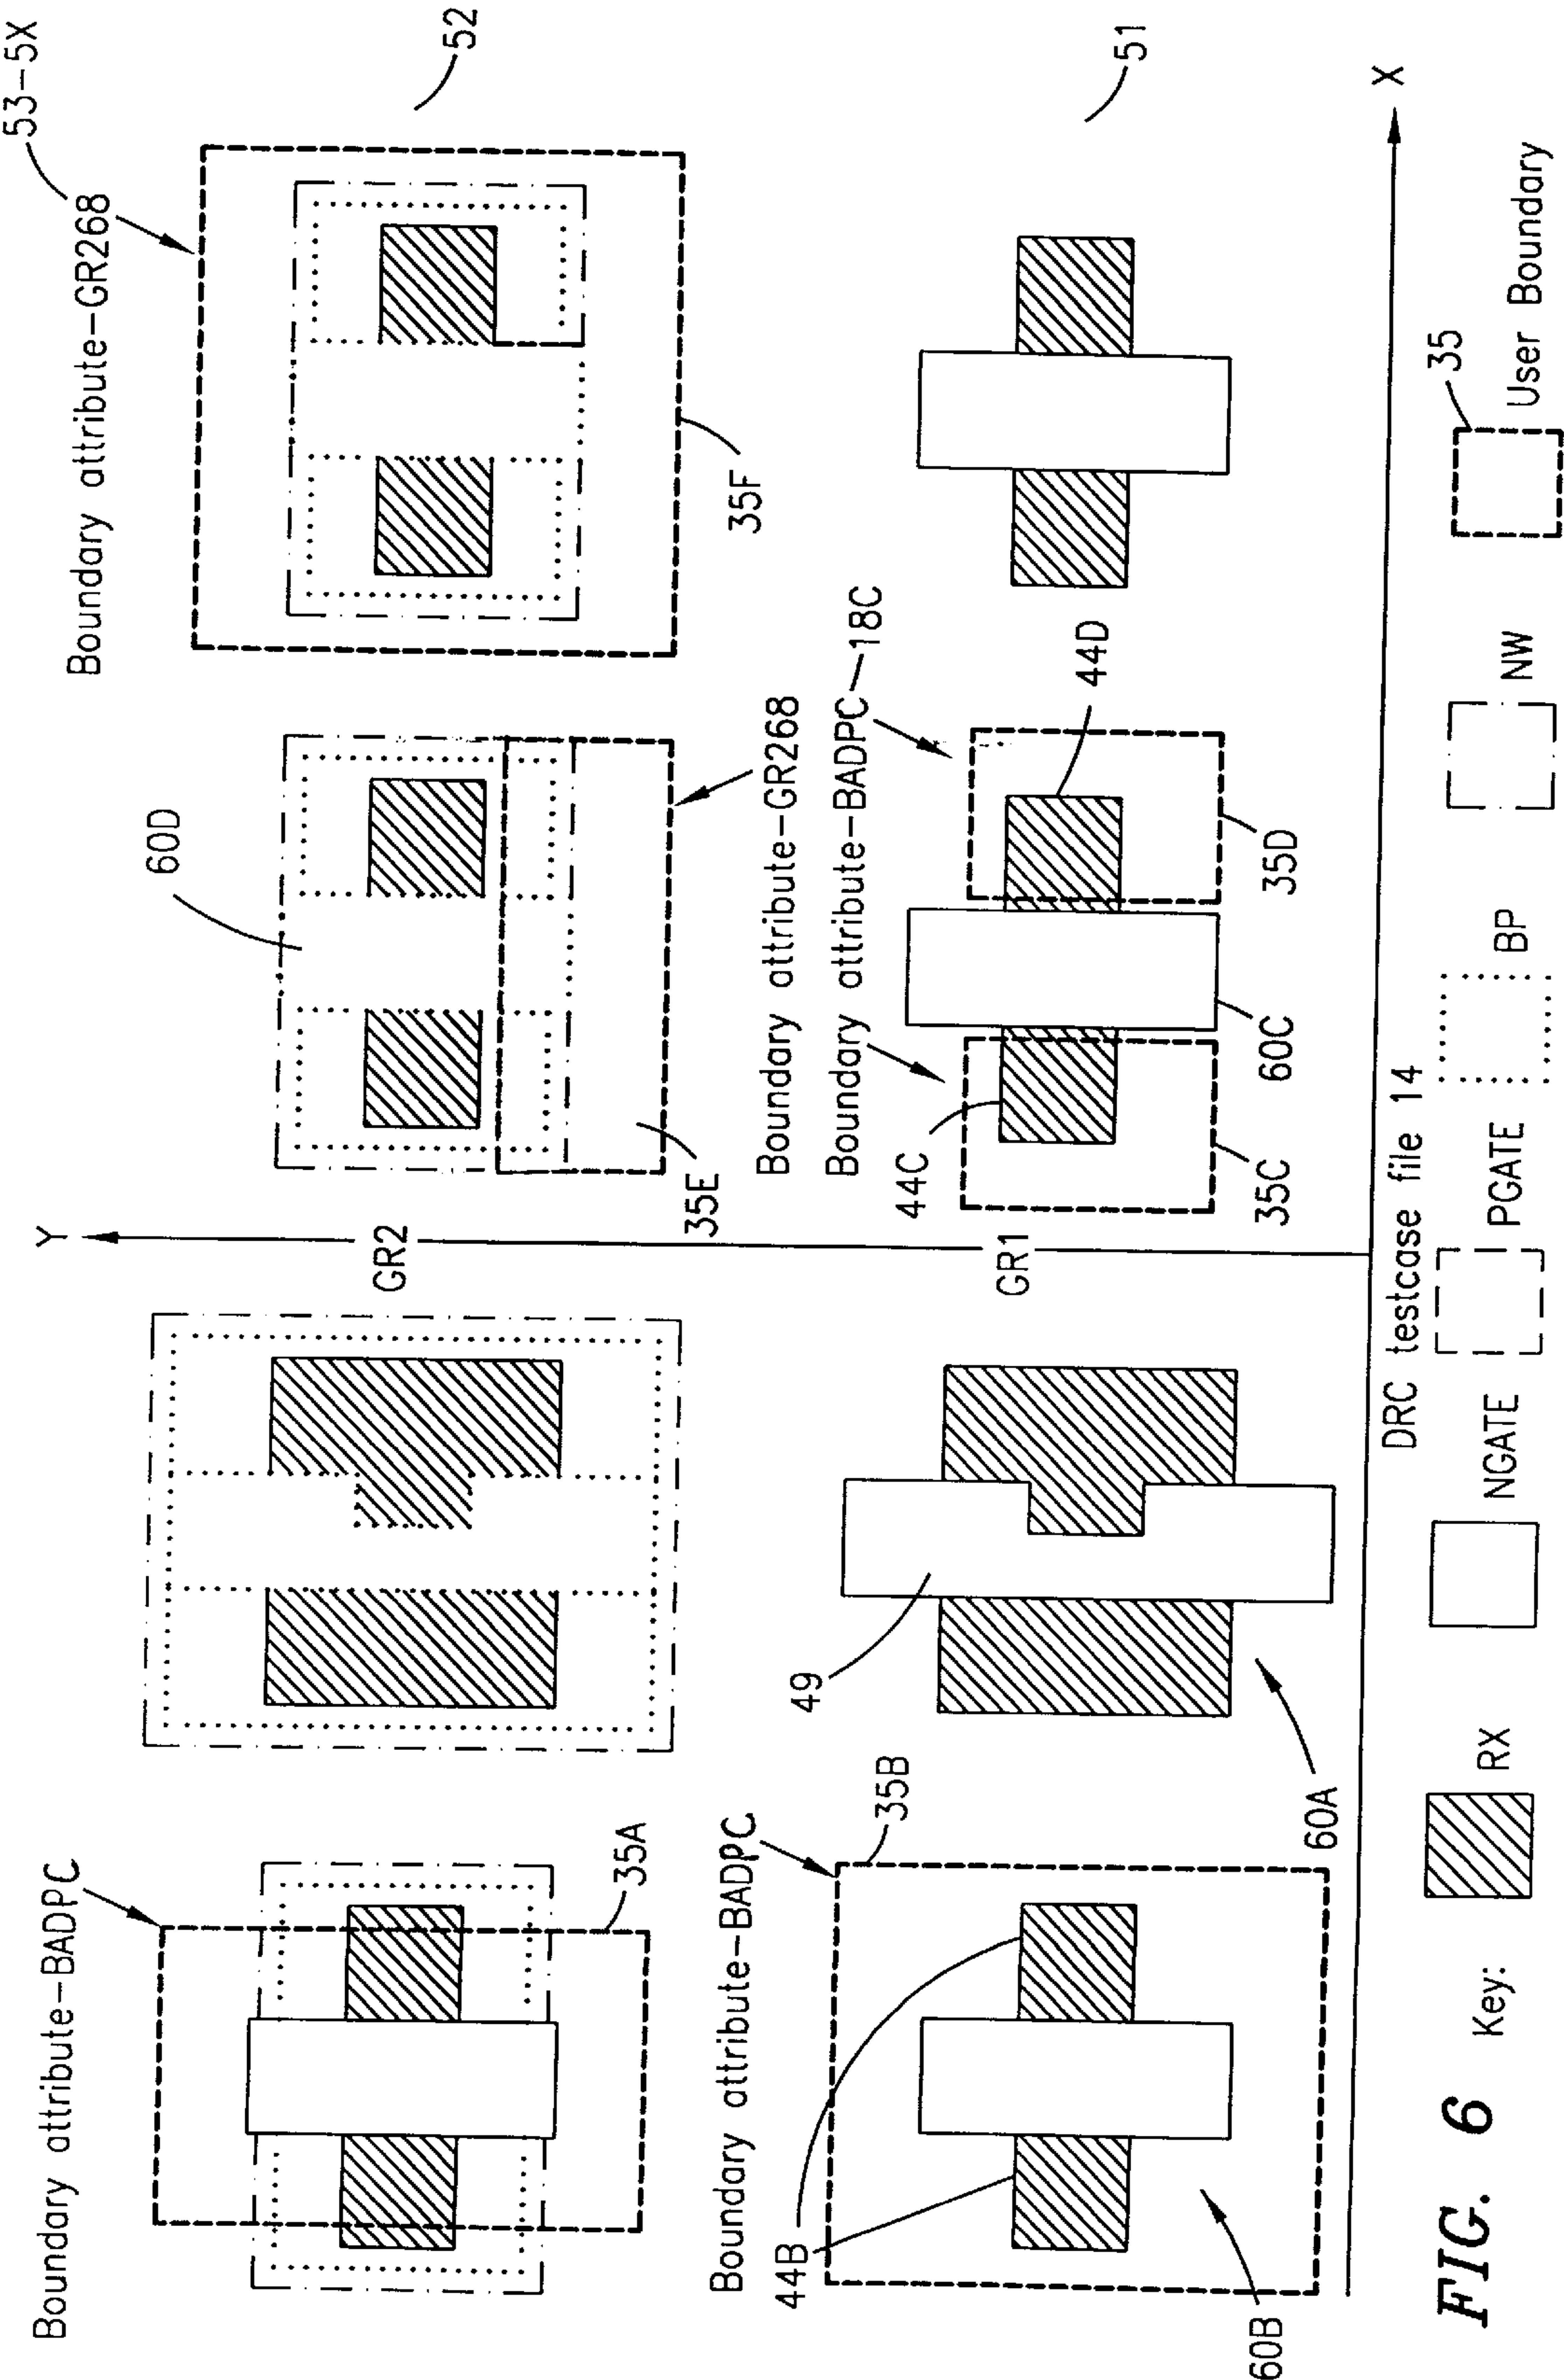 53-5X
Boundary attribute-BADPC
Boundary attribute-GR268
52
60D
35A
35E
35F
Y
GR2
Boundary attribute-GR268
Boundary attribute-BADPC
Boundary attribute-BADPC
18C
35B
49
44C
44D
51
44B
GR1
60B
60A
35C
60C
35D
X
DRC testcase file 14
FIG. 6
Key:
RX
NGATE
PGATE
BP
NW
35
User Boundary